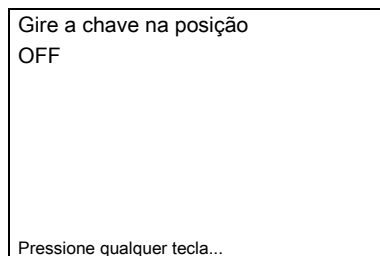 Gire a chave na posição
OFF
Pressione qualquer tecla...